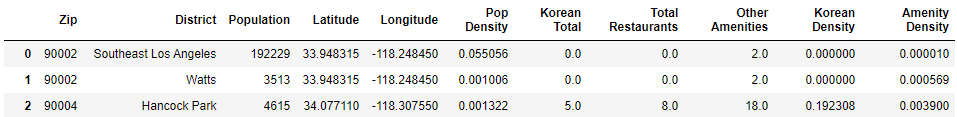 Zip District Population Latitude Longitude Pop Density Korean Total Total Restaurants Other Amenities Korean Density Amenity Density
0 90002 Southeast Los Angeles 192229 33.948315 -118.248450 0.055056 0.0 0.0 2.0 0.000000 0.000010
1 90002 Watts 3513 33.948315 -118.248450 0.001006 0.0 0.0 2.0 0.000000 0.000569
2 90004 Hancock Park 4615 34.077110 -118.307550 0.001322 5.0 8.0 18.0 0.192308 0.003900